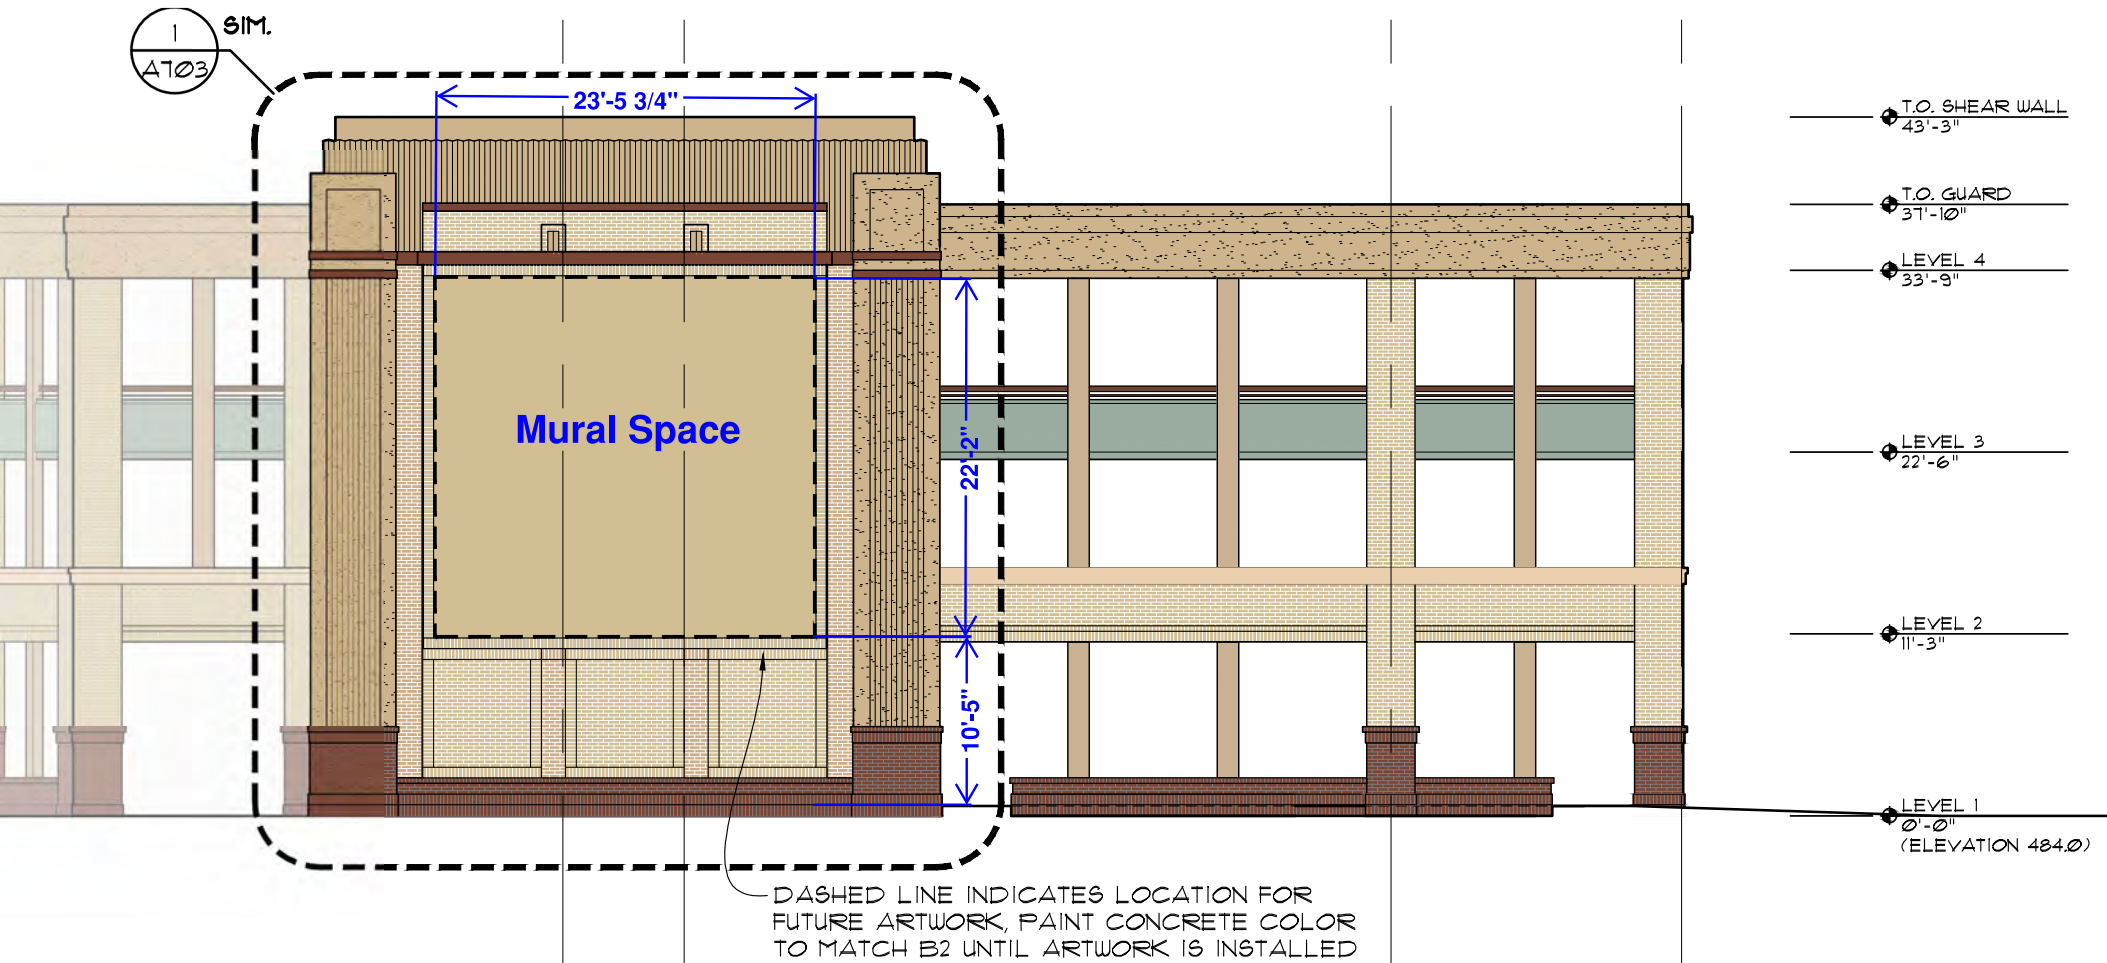 1
SIM.
A703
23'-5 3/4"
T.O. SHEAR WALL
43'-3"
T.O. GUARD
37'-10"
LEVEL 4
33'-9"
Mural Space
22'-2"
LEVEL 3
22'-6"
LEVEL 2
11'-3"
10'-5"
LEVEL 1
0'-0"
(ELEVATION 484.0)
DASHED LINE INDICATES LOCATION FOR
FUTURE ARTWORK, PAINT CONCRETE COLOR
TO MATCH B2 UNTIL ARTWORK IS INSTALLED